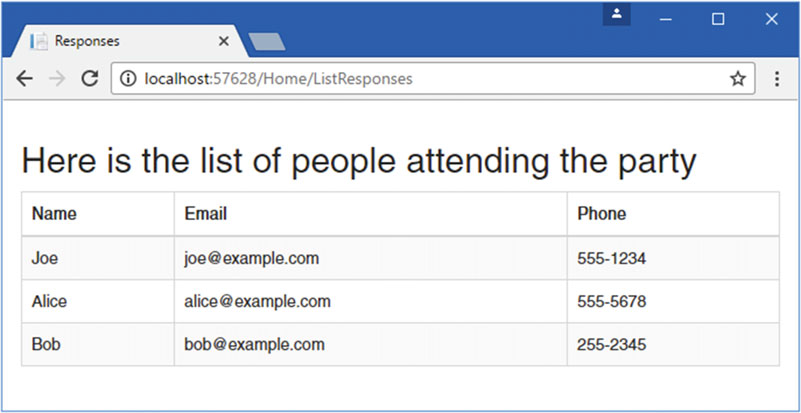 Responses
localhost:57628/Home/ListResponses
Here is the list of people attending the party
Name Email Phone
Joe joe@example.com 555-1234
Alice alice@example.com 555-5678
Bob bob@example.com 255-2345